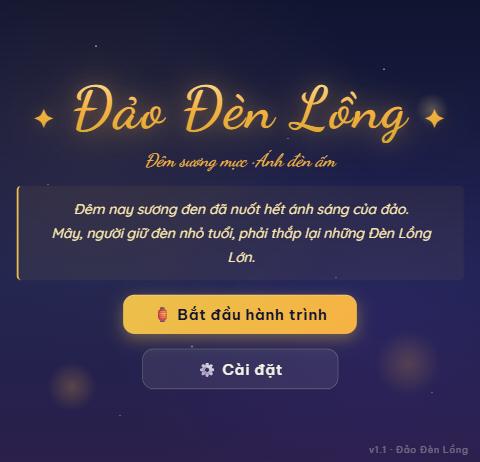 Đảo Đèn Lồng
Đêm sương mực · Ánh đèn ấm
Đêm nay sương đen đã nuốt hết ánh sáng của đảo.
Mây, người giữ đèn nhỏ tuổi, phải thắp lại những Đèn Lồng
Lớn.
Bắt đầu hành trình
Cài đặt
v1.1 · Đảo Đèn Lồng